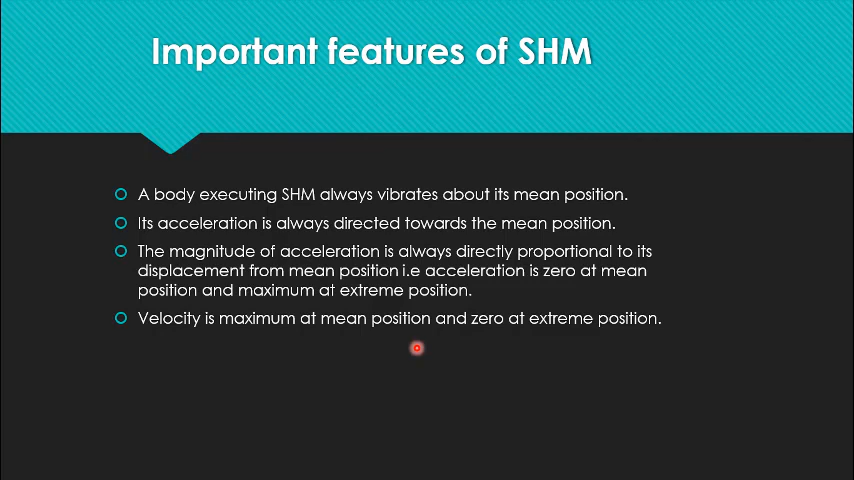 Important features of SHM
A body executing SHM always vibrates about its mean position.
Its acceleration is always directed towards the mean position.
The magnitude of acceleration is always directly proportional to its
displacement from mean position i.e acceleration is zero at mean
position and maximum at extreme position.
Velocity is maximum at mean position and zero at extreme position.